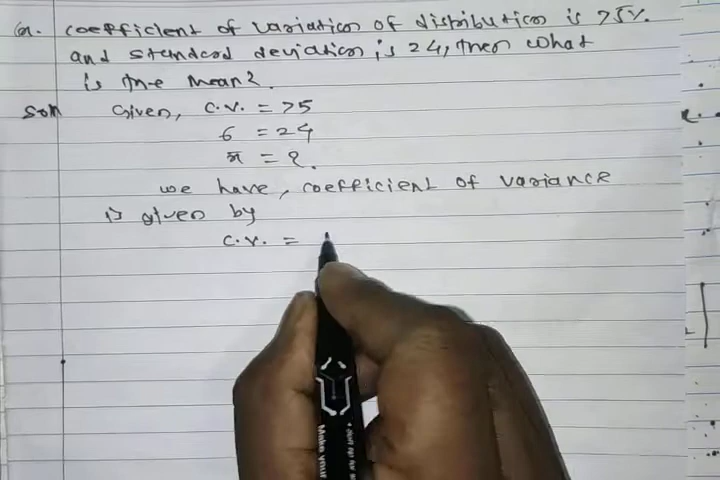 Q. coefficient of variation of distribution is 75%.
and standard deviation is 24, then what
is the mean?
Soln Given, C.V. = 75
σ = 24
x̄ = ?.
we have, coefficient of variance
is given by
C.V. =